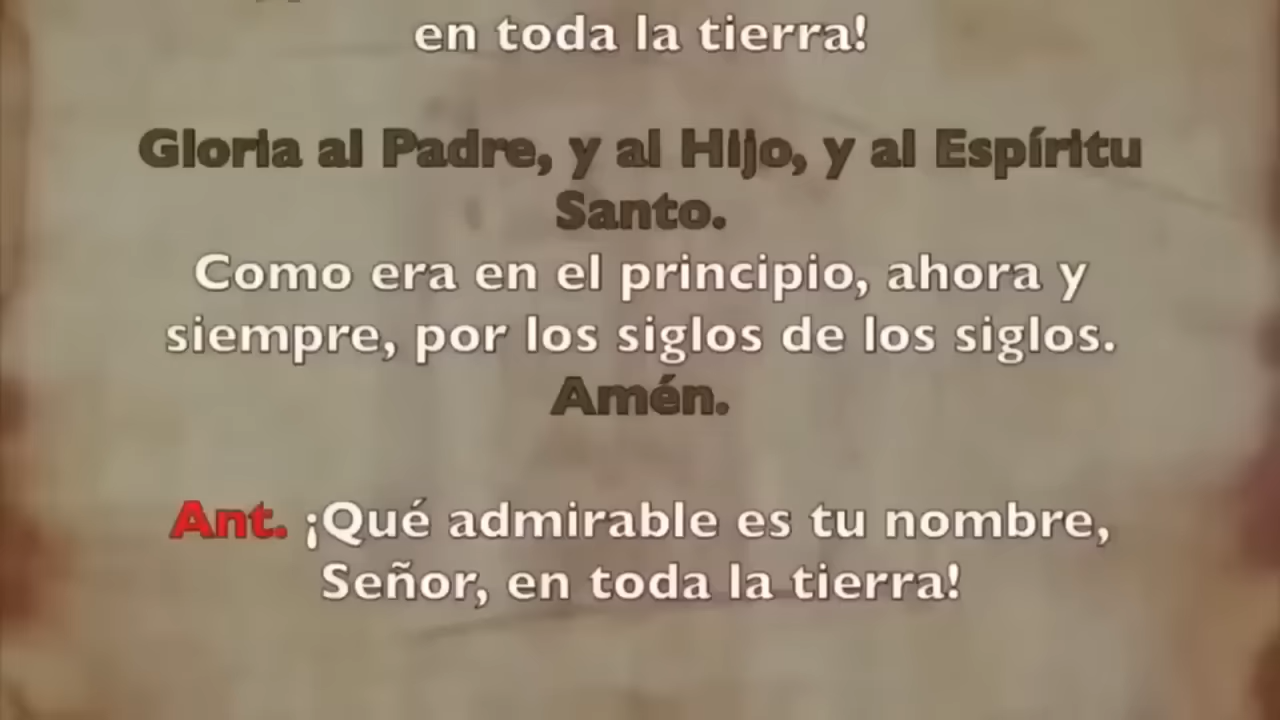 en toda la tierra!
Gloria al Padre, y al Hijo, y al Espíritu
Santo.
Como era en el principio, ahora y
siempre, por los siglos de los siglos.
Amén.
Ant. ¡Qué admirable es tu nombre,
Señor, en toda la tierra!